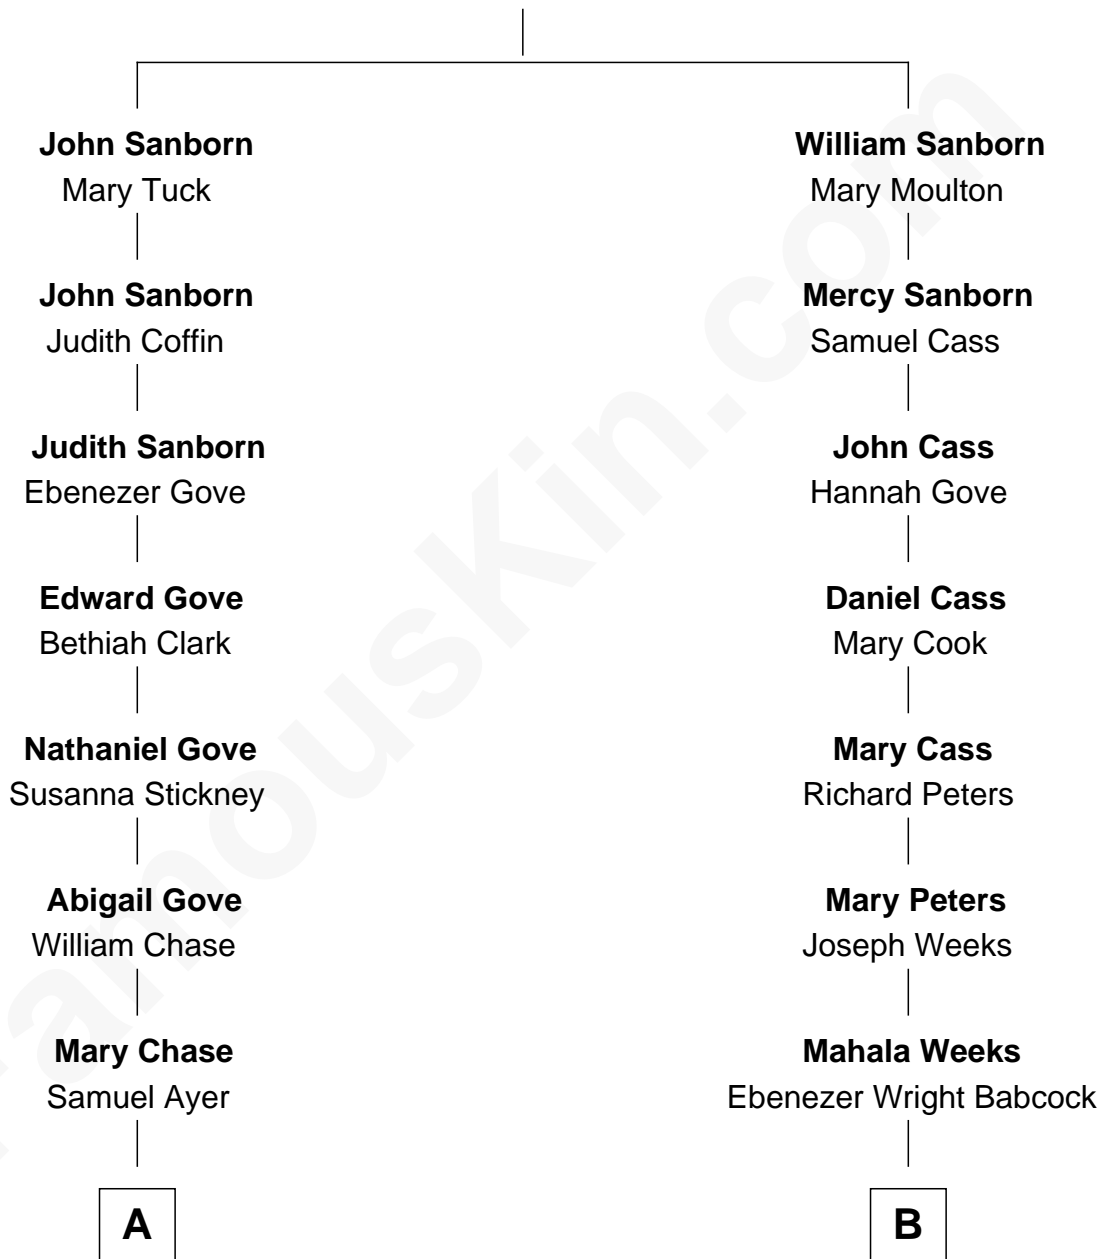 John Sanborn
Mary Tuck
John Sanborn
Judith Coffin
Judith Sanborn
Ebenezer Gove
Edward Gove
Bethiah Clark
Nathaniel Gove
Susanna Stickney
Abigail Gove
William Chase
Mary Chase
Samuel Ayer
A
William Sanborn
Mary Moulton
Mercy Sanborn
Samuel Cass
John Cass
Hannah Gove
Daniel Cass
Mary Cook
Mary Cass
Richard Peters
Mary Peters
Joseph Weeks
Mahala Weeks
Ebenezer Wright Babcock
B
FamousKin.com